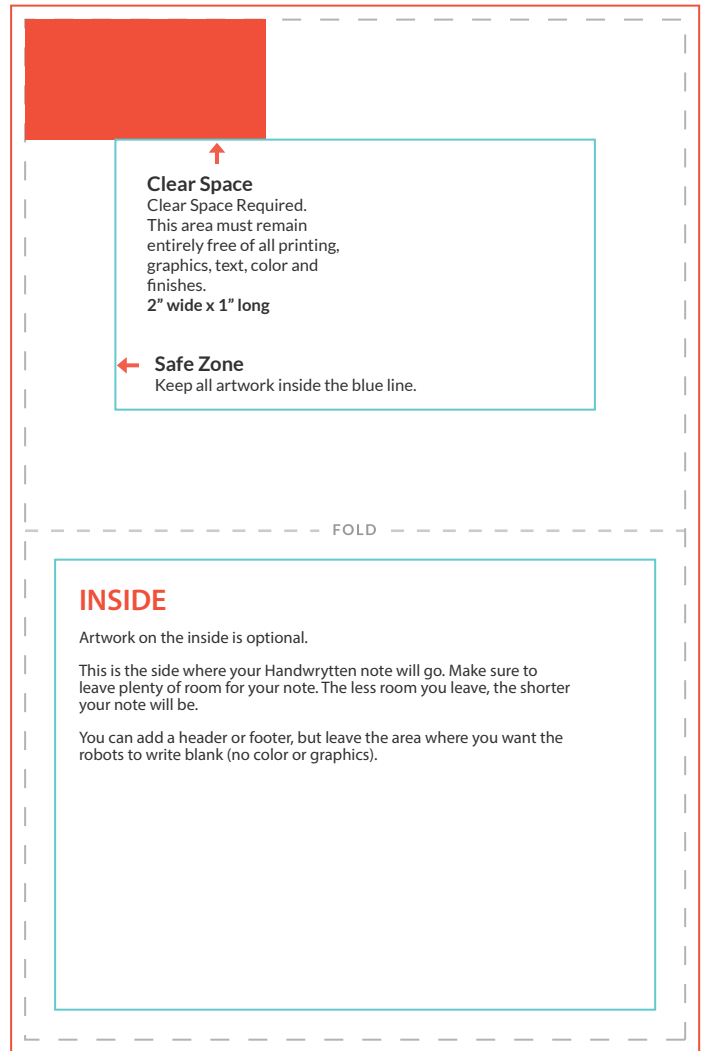 Clear Space
Clear Space Required.
This area must remain
entirely free of all printing,
graphics, text, color and
finishes.
2” wide x 1” long
Safe Zone
Keep all artwork inside the blue line.
FOLD
INSIDE
Artwork on the inside is optional.
This is the side where your Handwrytten note will go. Make sure to
leave plenty of room for your note. The less room you leave, the shorter
your note will be.
You can add a header or footer, but leave the area where you want the
robots to write blank (no color or graphics).